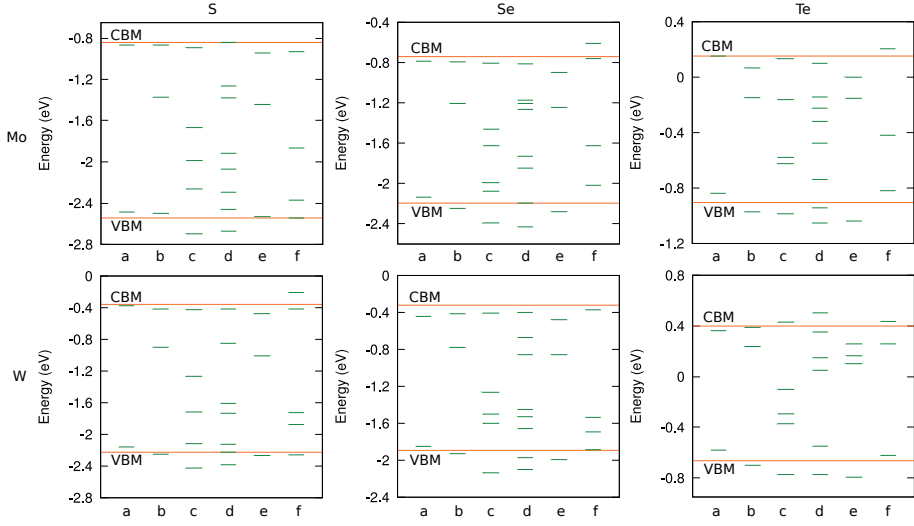 S Se Te
Mo
W
Energy (eV)
-0.8
-1.2
-1.6
-2
-2.4
-2.8
CBM
VBM
a b c d e f
Energy (eV)
-0.4
-0.8
-1.2
-1.6
-2
-2.4
CBM
VBM
a b c d e f
Energy (eV)
0.4
0
-0.4
-0.8
-1.2
CBM
VBM
a b c d e f
Energy (eV)
0
-0.4
-0.8
-1.2
-1.6
-2
-2.4
-2.8
CBM
VBM
a b c d e f
Energy (eV)
0
-0.4
-0.8
-1.2
-1.6
-2
-2.4
CBM
VBM
a b c d e f
Energy (eV)
0.8
0.4
0
-0.4
-0.8
CBM
VBM
a b c d e f